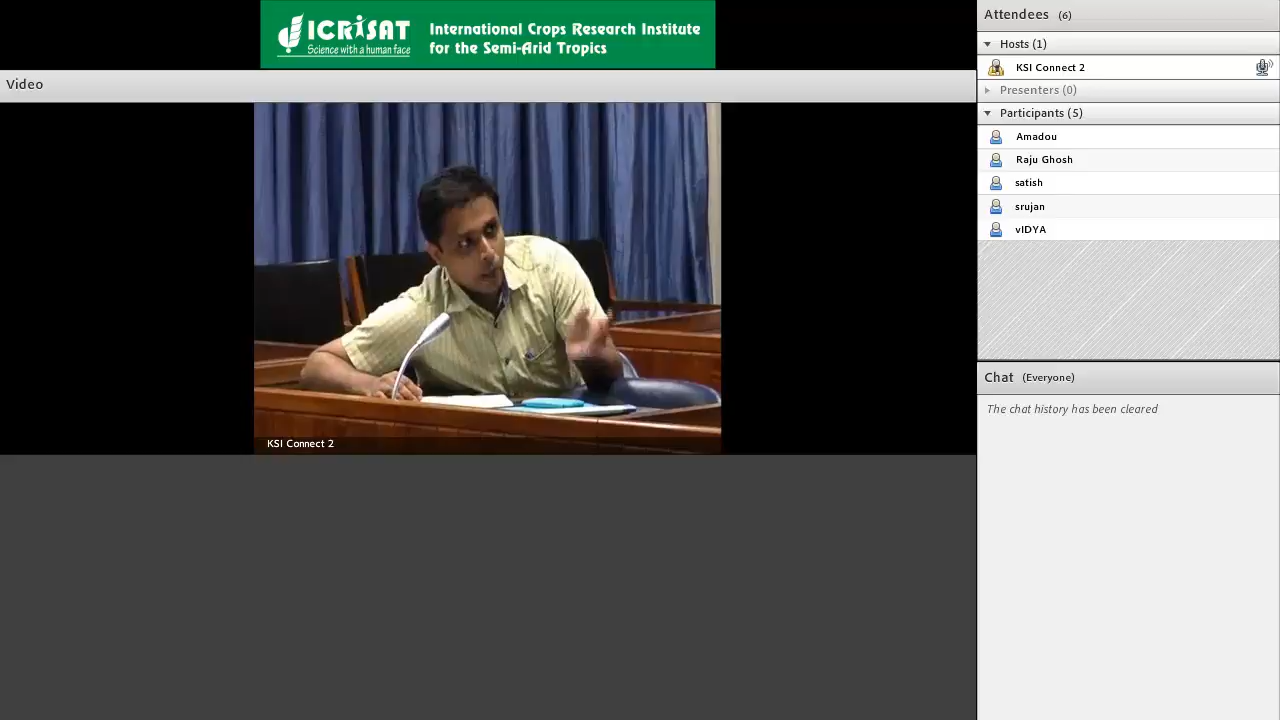 ICRISAT
Science with a human face
International Crops Research Institute
for the Semi-Arid Tropics
Video
KSI Connect 2
Attendees (6)
Hosts (1)
KSI Connect 2
Presenters (0)
Participants (5)
Amadou
Raju Ghosh
satish
srujan
vIDYA
Chat (Everyone)
The chat history has been cleared